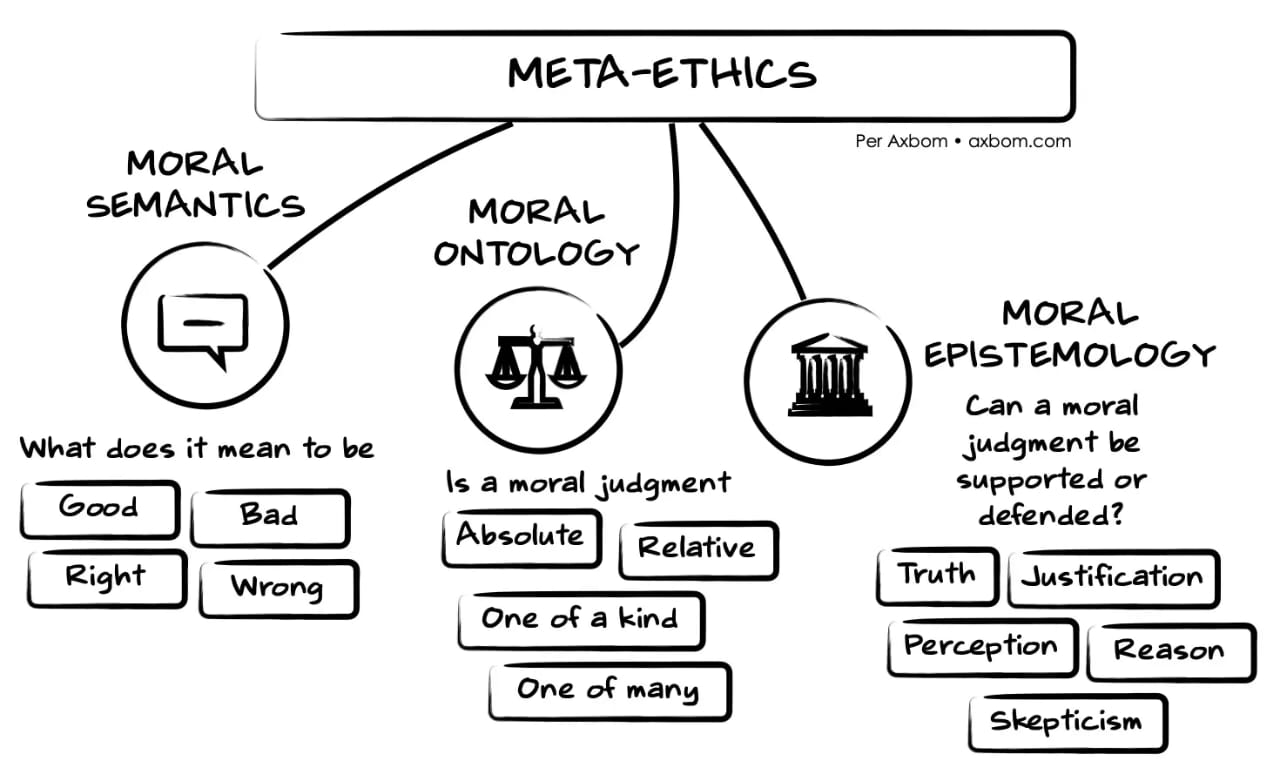 META-ETHICS
Per Axbom • axbom.com
MORAL
SEMANTICS
What does it mean to be
Good
Bad
Right
Wrong
MORAL
ONTOLOGY
Is a moral judgment
Absolute
Relative
One of a kind
One of many
MORAL
EPISTEMOLOGY
Can a moral
judgment be
supported or
defended?
Truth
Justification
Perception
Reason
Skepticism